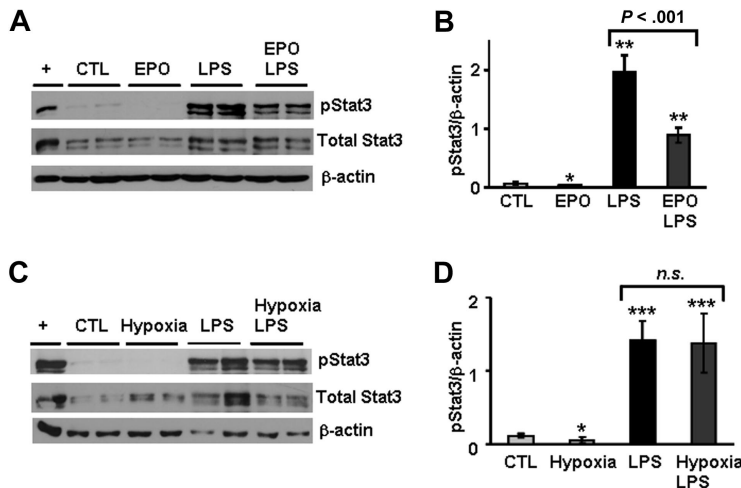 A
+ CTL EPO LPS EPO LPS
pStat3
Total Stat3
β-actin
B
P < .001
pStat3/β-actin
2
1
0
**
*
**
CTL EPO LPS EPO LPS
C
+ CTL Hypoxia LPS Hypoxia LPS
pStat3
Total Stat3
β-actin
D
n.s.
pStat3/β-actin
2
1
0
***
***
*
CTL Hypoxia LPS Hypoxia LPS